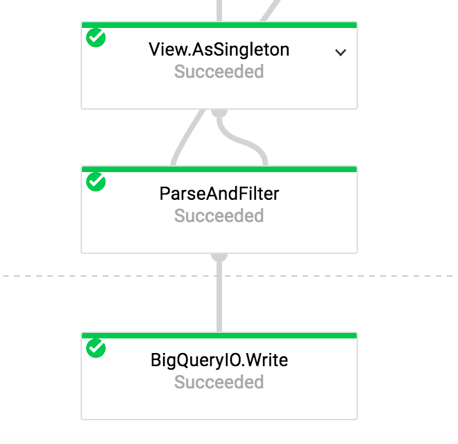 View.AsSingleton
Succeeded
ParseAndFilter
Succeeded
BigQueryIO.Write
Succeeded